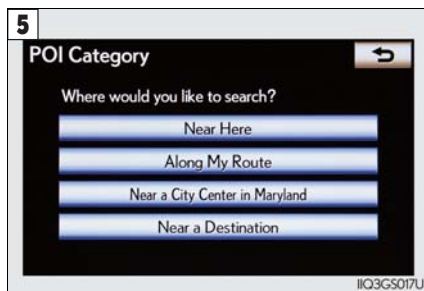 5
POI Category
Where would you like to search?
Near Here
Along My Route
Near a City Center in Maryland
Near a Destination
IIQ3GS017U